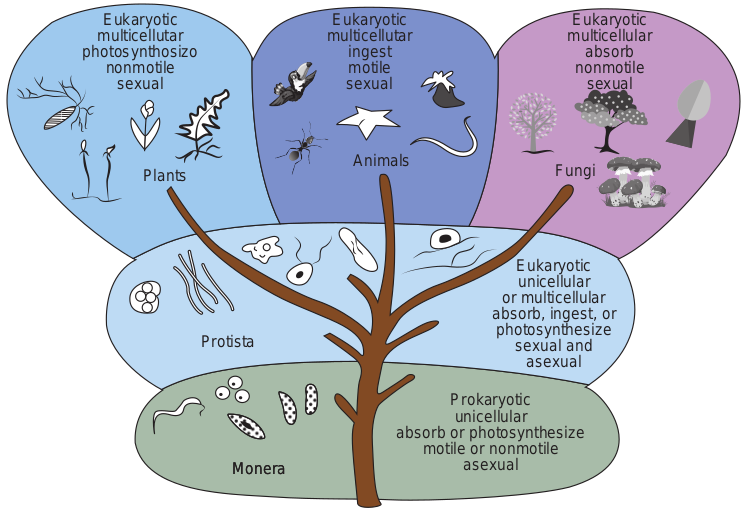 Eukaryotic
multicellutar
photosynthosizo
nonmotile
sexual
Plants
Eukaryotic
multicellutar
ingest
motile
sexual
Animals
Eukaryotic
multicellular
absorb
nonmotile
sexual
Fungi
Eukaryotic
unicellular
or multicellular
absorb, ingest, or
photosynthesize
sexual and
asexual
Protista
Prokaryotic
unicellular
absorb or photosynthesize
motile or nonmotile
asexual
Monera